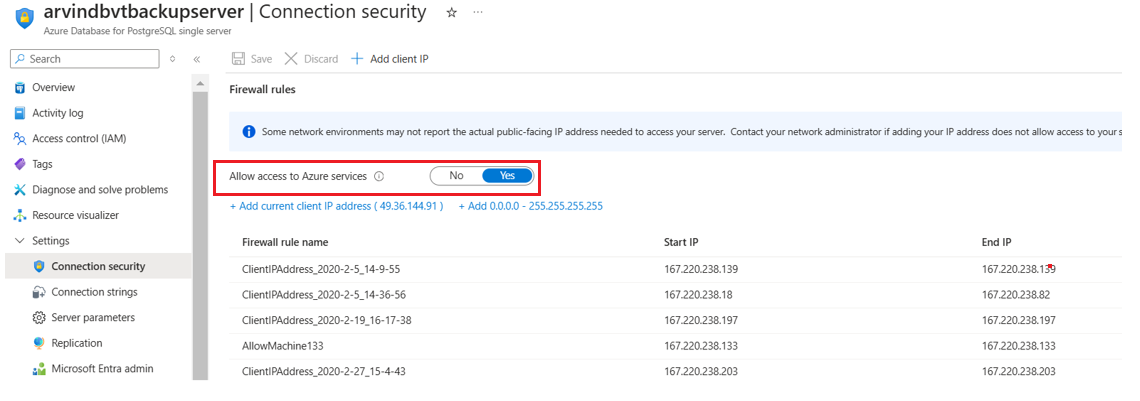 arvindbvtbackupserver | Connection security
Azure Database for PostgreSQL single server
Search
Save Discard Add client IP
Overview
Activity log
Access control (IAM)
Tags
Diagnose and solve problems
Resource visualizer
Settings
Connection security
Connection strings
Server parameters
Replication
Microsoft Entra admin
Firewall rules
Some network environments may not report the actual public-facing IP address needed to access your server. Contact your network administrator if adding your IP address does not allow access to your s
Allow access to Azure services No Yes
+ Add current client IP address ( 49.36.144.91 ) + Add 0.0.0.0 - 255.255.255.255
Firewall rule name Start IP End IP
ClientIPAddress_2020-2-5_14-9-55 167.220.238.139 167.220.238.139
ClientIPAddress_2020-2-5_14-36-56 167.220.238.18 167.220.238.82
ClientIPAddress_2020-2-19_16-17-38 167.220.238.197 167.220.238.197
AllowMachine133 167.220.238.133 167.220.238.133
ClientIPAddress_2020-2-27_15-4-43 167.220.238.203 167.220.238.203